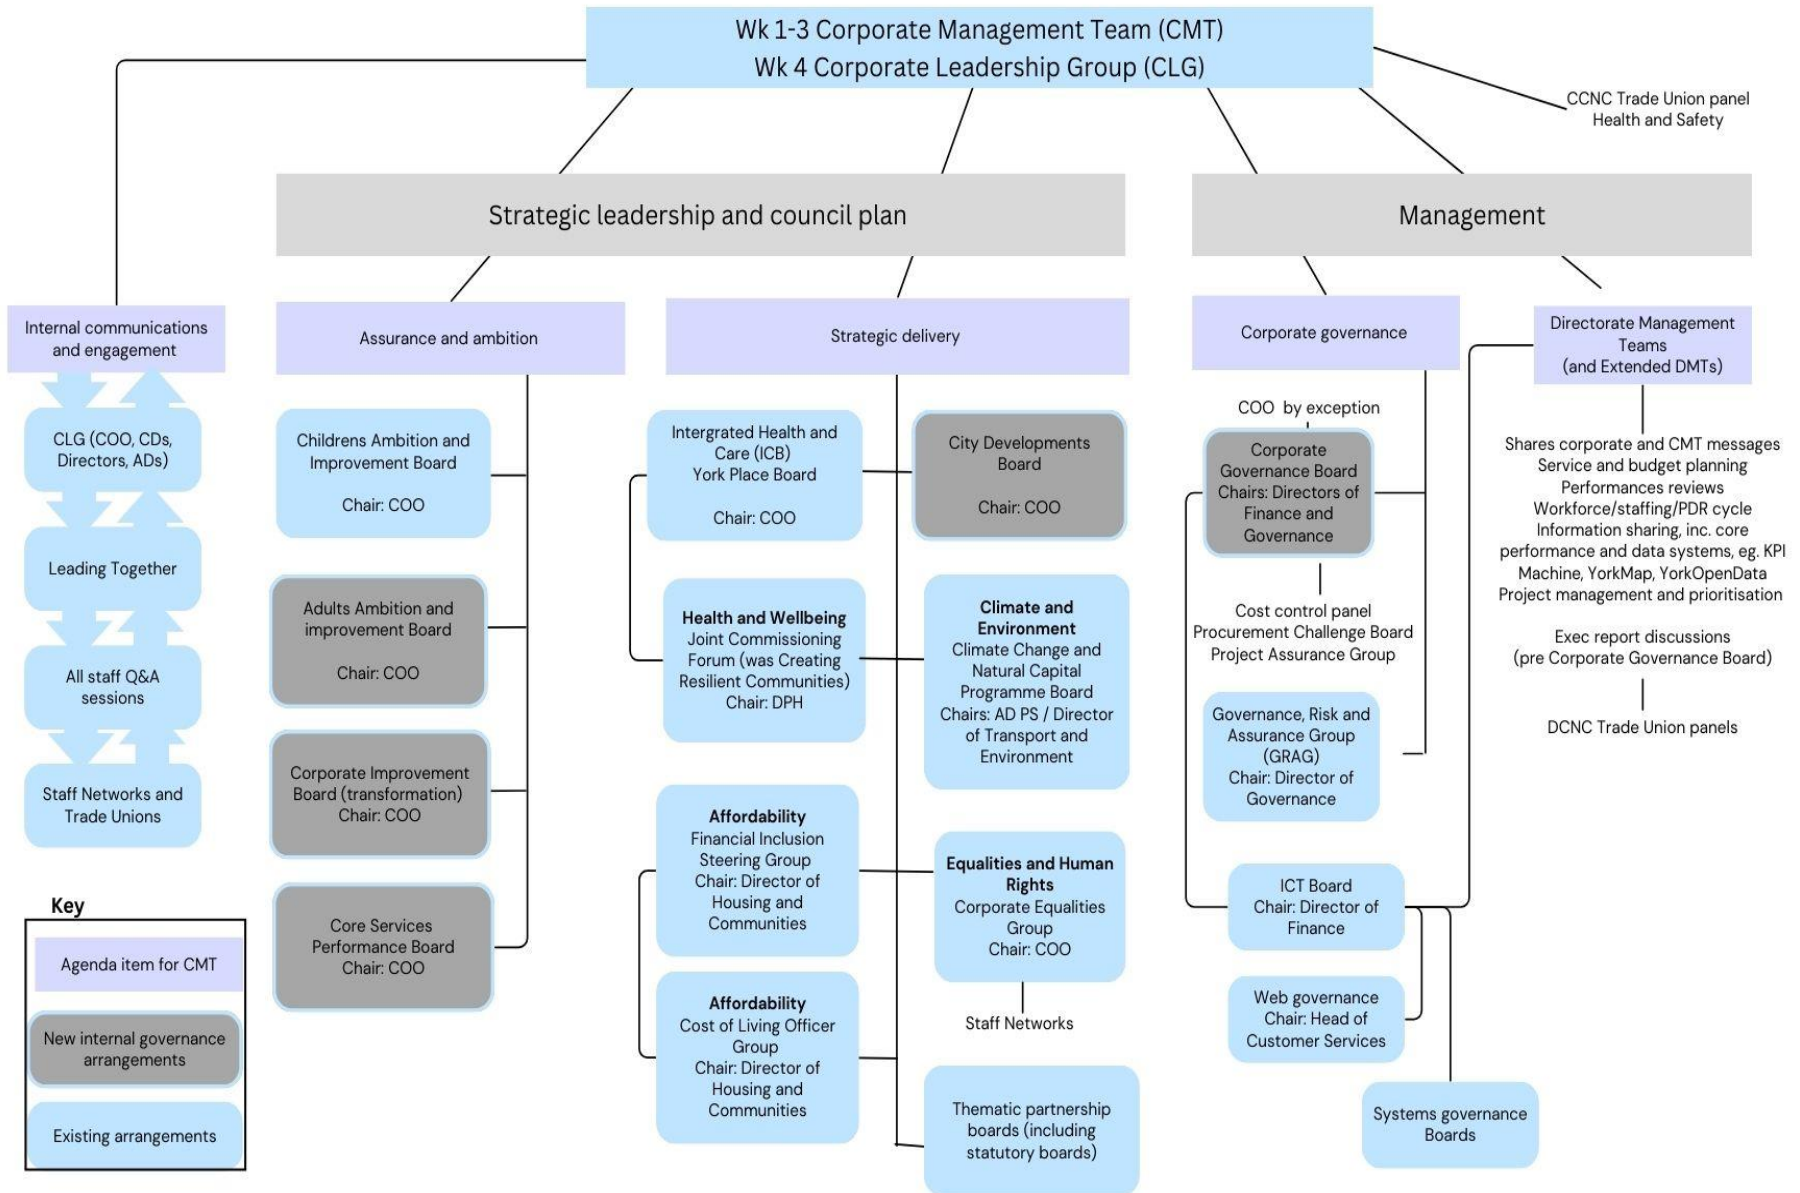 Wk 1-3 Corporate Management Team (CMT)
Wk 4 Corporate Leadership Group (CLG)
CCNC Trade Union panel
Health and Safety
Strategic leadership and council plan
Management
Internal communications
and engagement
CLG (COO, CDs,
Directors, ADs)
Leading Together
All staff Q&A
sessions
Staff Networks and
Trade Unions
Key
Agenda item for CMT
New internal governance
arrangements
Existing arrangements
Assurance and ambition
Childrens Ambition and
Improvement Board
Chair: COO
Adults Ambition and
improvement Board
Chair: COO
Corporate Improvement
Board (transformation)
Chair: COO
Core Services
Performance Board
Chair: COO
Strategic delivery
Intergrated Health and
Care (ICB)
York Place Board
Chair: COO
City Developments
Board
Chair: COO
Health and Wellbeing
Joint Commissioning
Forum (was Creating
Resilient Communities)
Chair: DPH
Climate and
Environment
Climate Change and
Natural Capital
Programme Board
Chairs: AD PS / Director
of Transport and
Environment
Affordability
Financial Inclusion
Steering Group
Chair: Director of
Housing and
Communities
Equalities and Human
Rights
Corporate Equalities
Group
Chair: COO
Staff Networks
Affordability
Cost of Living Officer
Group
Chair: Director of
Housing and
Communities
Thematic partnership
boards (including
statutory boards)
Corporate governance
COO by exception
Corporate
Governance Board
Chairs: Directors of
Finance and
Governance
Cost control panel
Procurement Challenge Board
Project Assurance Group
Governance, Risk and
Assurance Group
(GRAG)
Chair: Director of
Governance
ICT Board
Chair: Director of
Finance
Web governance
Chair: Head of
Customer Services
Systems governance
Boards
Directorate Management
Teams
(and Extended DMTs)
Shares corporate and CMT messages
Service and budget planning
Performances reviews
Workforce/staffing/PDR cycle
Information sharing, inc. core
performance and data systems, eg. KPI
Machine, YorkMap, YorkOpenData
Project management and prioritisation
Exec report discussions
(pre Corporate Governance Board)
DCNC Trade Union panels